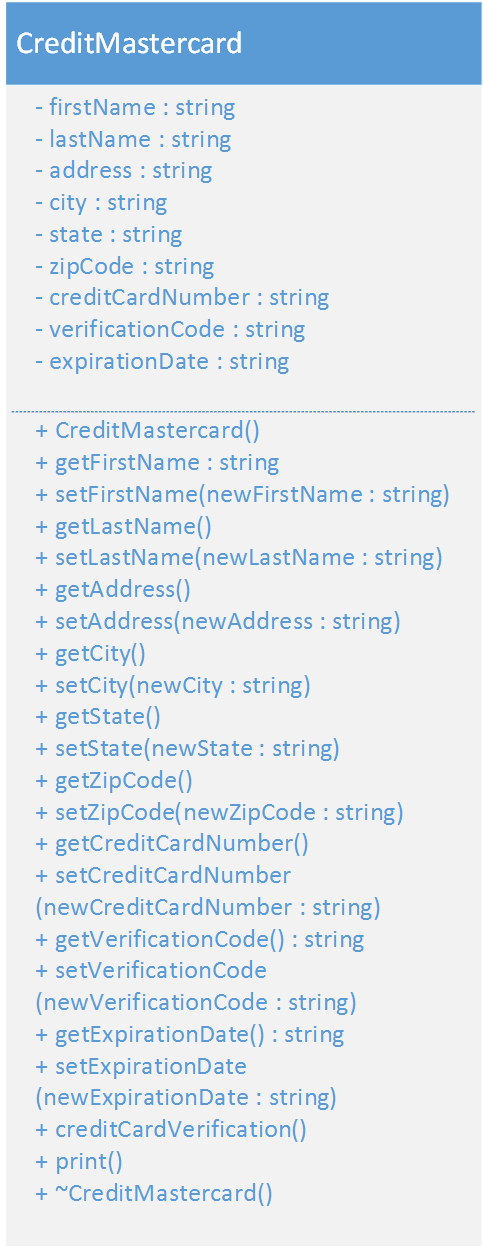 CreditMastercard
- firstName : string
- lastName : string
- address : string
- city : string
- state : string
- zipCode : string
- creditCardNumber : string
- verificationCode : string
- expirationDate : string
+ CreditMastercard()
+ getFirstName : string
+ setFirstName(newFirstName : string)
+ getLastName()
+ setLastName(newLastName : string)
+ getAddress()
+ setAddress(newAddress : string)
+ getCity()
+ setCity(newCity : string)
+ getState()
+ setState(newState : string)
+ getZipCode()
+ setZipCode(newZipCode : string)
+ getCreditCardNumber()
+ setCreditCardNumber
(newCreditCardNumber : string)
+ getVerificationCode() : string
+ setVerificationCode
(newVerificationCode : string)
+ getExpirationDate() : string
+ setExpirationDate
(newExpirationDate : string)
+ creditCardVerification()
+ print()
+ ~CreditMastercard()